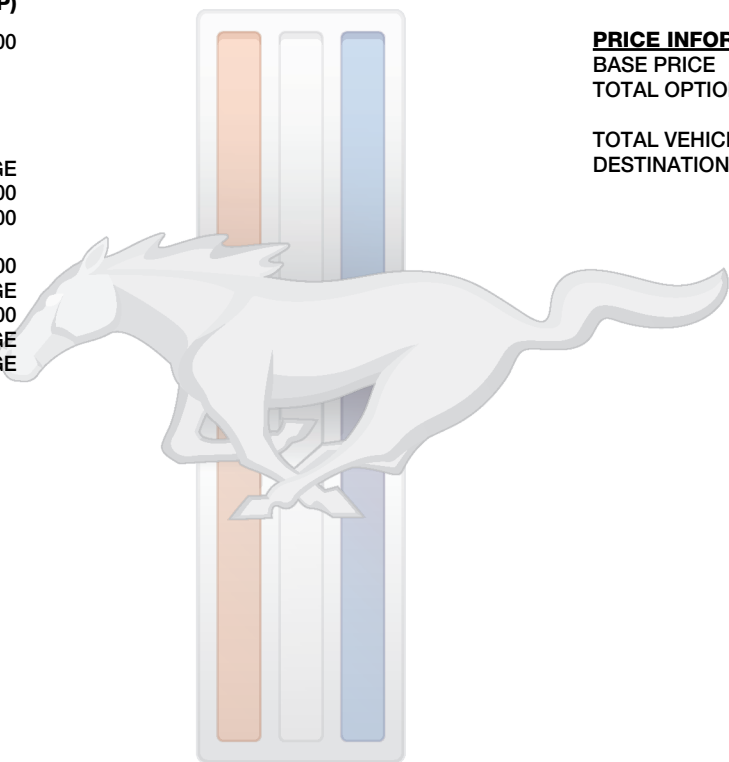 P)
00
GE
00
00
00
GE
00
GE
GE
PRICE INFOR
BASE PRICE
TOTAL OPTIO
TOTAL VEHIC
DESTINATION